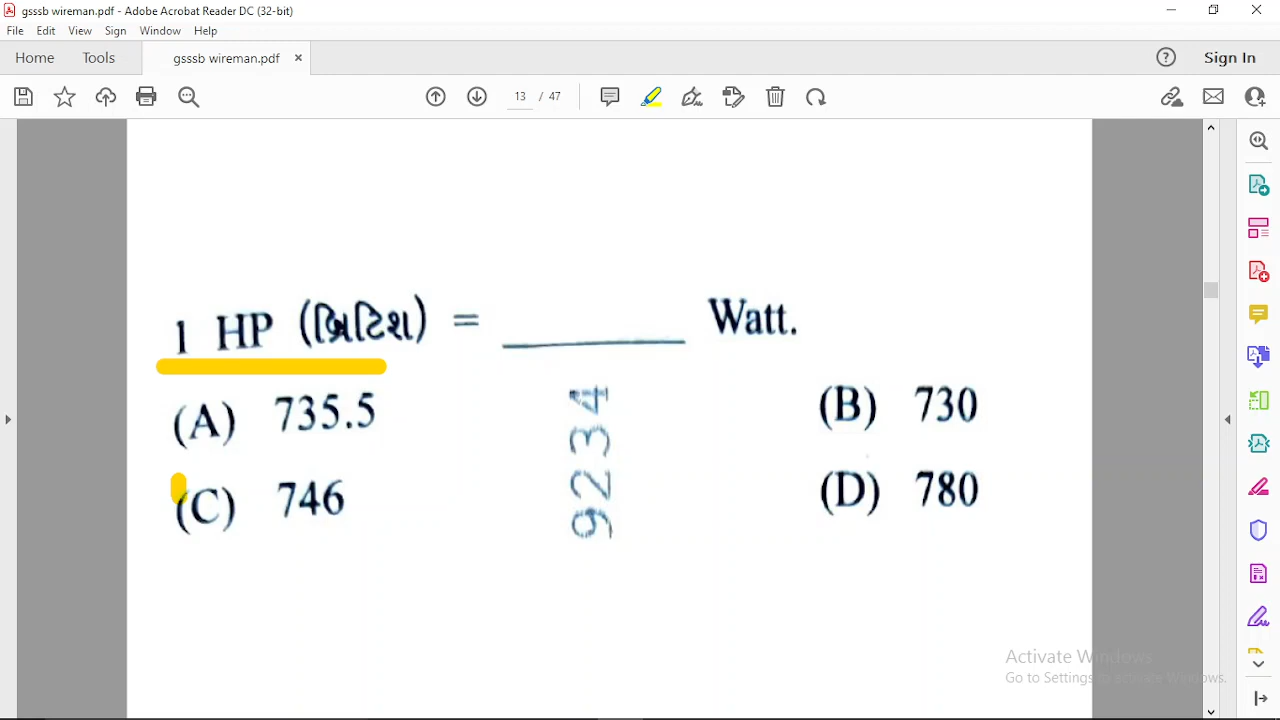 gsssb wireman.pdf - Adobe Acrobat Reader DC (32-bit)
File Edit View Sign Window Help
Home Tools gsssb wireman.pdf × ? Sign In
13 / 47
1 HP (બ્રિટિશ) = ________ Watt.
(A) 735.5 (B) 730
(C) 746 (D) 780
9234
Activate Windows
Go to Settings to activate Windows.